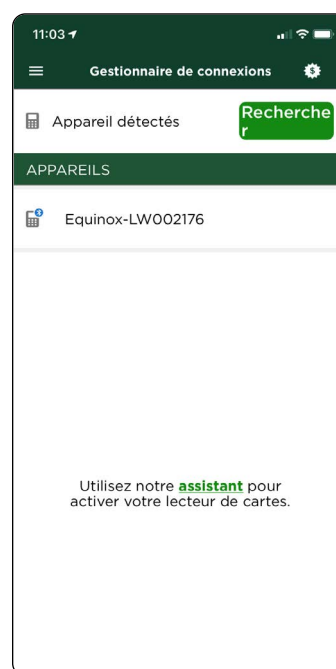 11:03
Gestionnaire de connexions
Appareil détectés
Recherche
r
APPAREILS
Equinox-LW002176
Utilisez notre assistant pour
activer votre lecteur de cartes.